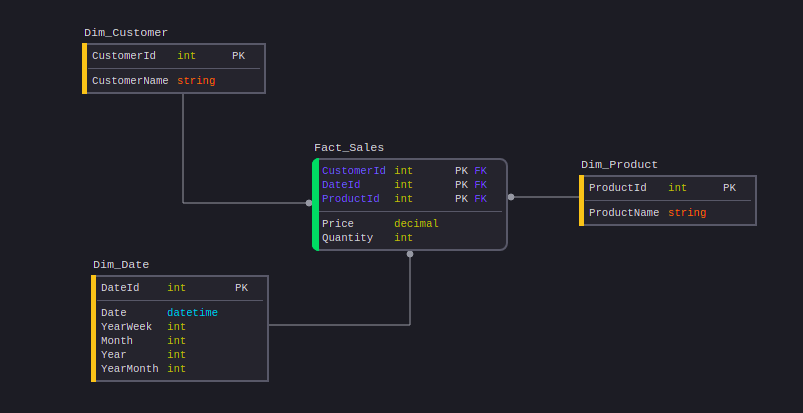 Dim_Customer
CustomerId int PK
CustomerName string
Fact_Sales
CustomerId int PK FK
DateId int PK FK
ProductId int PK FK
Price decimal
Quantity int
Dim_Product
ProductId int PK
ProductName string
Dim_Date
DateId int PK
Date datetime
YearWeek int
Month int
Year int
YearMonth int